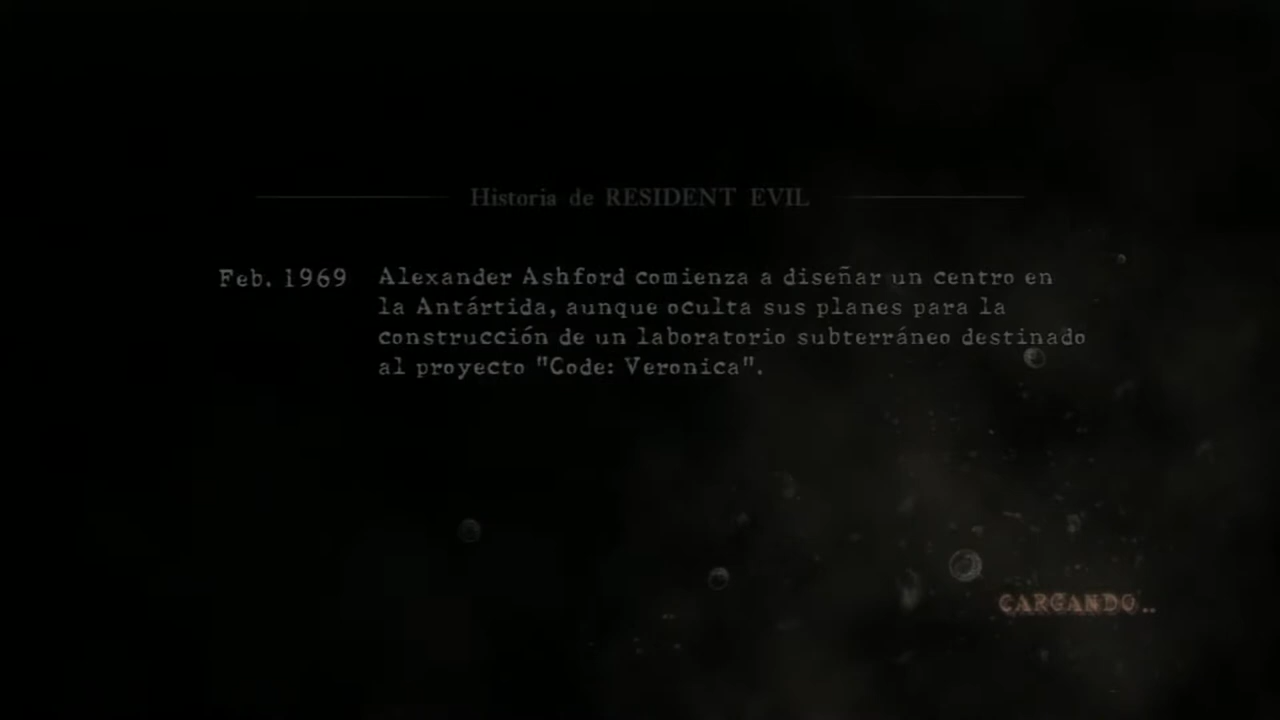 Historia de RESIDENT EVIL
Feb. 1969 Alexander Ashford comienza a diseñar un centro en
la Antártida, aunque oculta sus planes para la
construcción de un laboratorio subterráneo destinado
al proyecto "Code: Veronica".
CARGANDO..